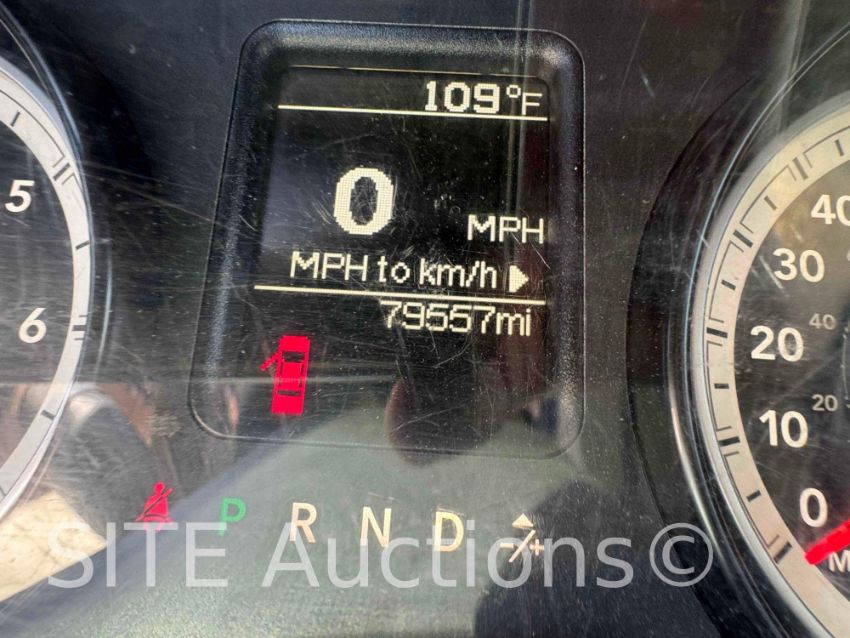 109°F
0 MPH
MPH to km/h
79557mi
5
6
40
30
20
10
0
40
20
M
P R N D -/+
SITE Auctions©